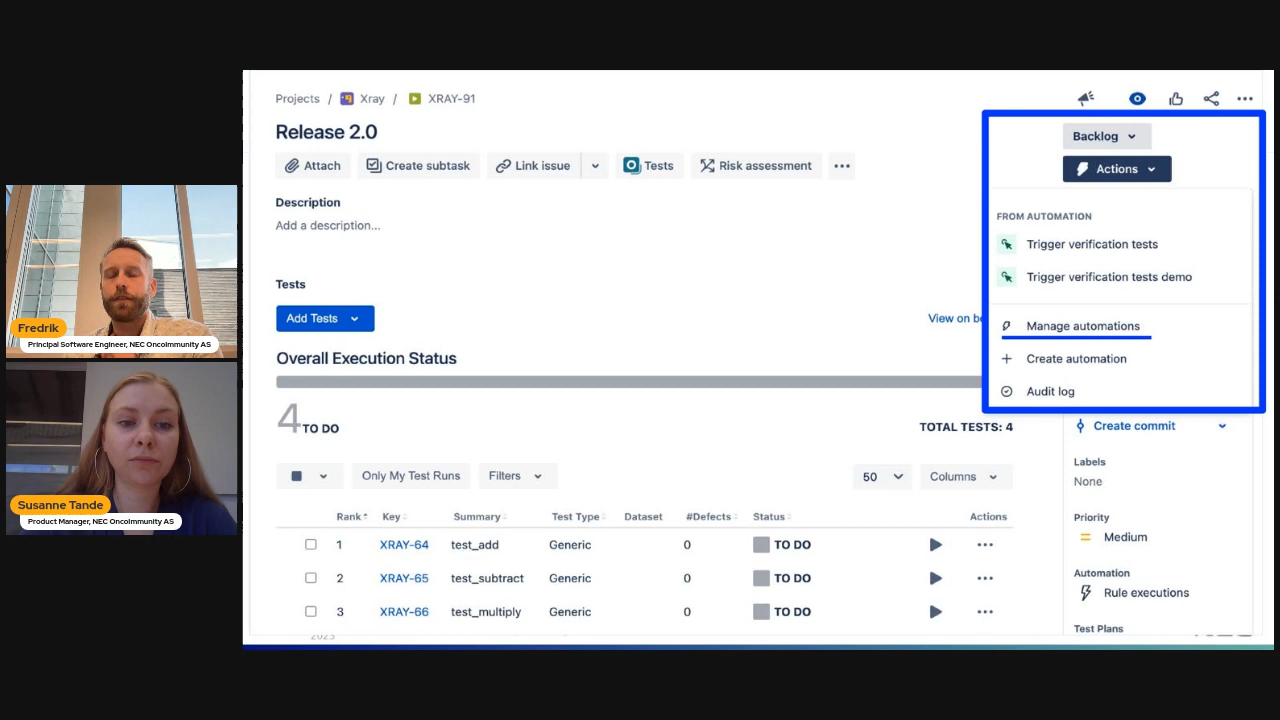 Projects / Xray / XRAY-91
Release 2.0
Attach Create subtask Link issue Tests Risk assessment
Description
Add a description...
Tests
Add Tests
View on
Overall Execution Status
4 TO DO
TOTAL TESTS: 4
Only My Test Runs Filters 50 Columns
Rank Key Summary Test Type Dataset #Defects Status Actions
1 XRAY-64 test_add Generic 0 TO DO
2 XRAY-65 test_subtract Generic 0 TO DO
3 XRAY-66 test_multiply Generic 0 TO DO
2023
Backlog
Actions
FROM AUTOMATION
Trigger verification tests
Trigger verification tests demo
Manage automations
Create automation
Audit log
Create commit
Labels
None
Priority
Medium
Automation
Rule executions
Test Plans
Fredrik
Principal Software Engineer, NEC OncoImmunity AS
Susanne Tande
Product Manager, NEC OncoImmunity AS